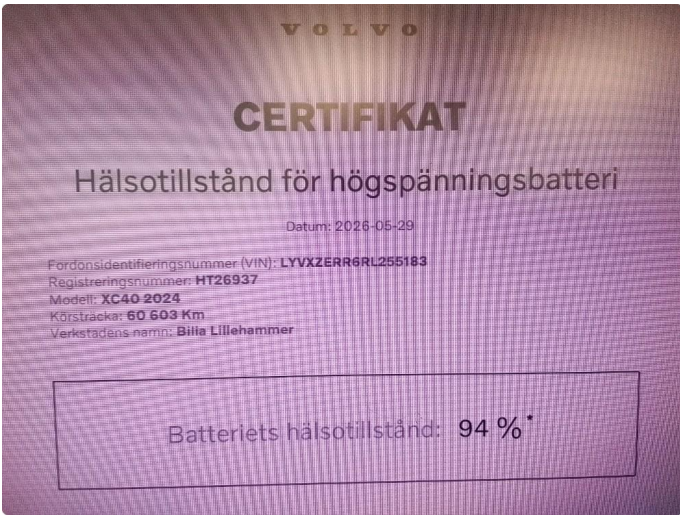 VOLVO
CERTIFIKAT
Hälsotillstånd för högspänningsbatteri
Datum: 2026-05-29
Fordonsidentifieringsnummer (VIN): LYVXZERR6RL255183
Registreringsnummer: HT26937
Modell: XC40 2024
Körsträcka: 60 603 Km
Verkstadens namn: Bilia Lillehammer
Batteriets hälsotillstånd: 94 %*